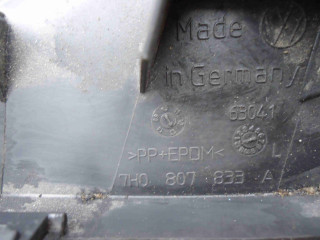 Made
in Germany
63041
>PP+EPDM< L
7H0 807 833 A